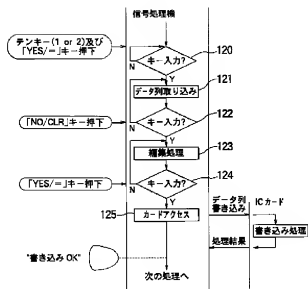 信号処理機
テンキー(1 or 2)及び
「YES/=」キー押下
120
キー入力?
N
Y
121
データ列取り込み
122
「NO/CLR」キー押下
キー入力?
N
Y
123
編集処理
124
「YES/=」キー押下
キー入力?
N
Y
125
カードアクセス
データ列
書き込み
ICカード
書き込み処理
処理結果
"書き込みOK"
次の処理へ